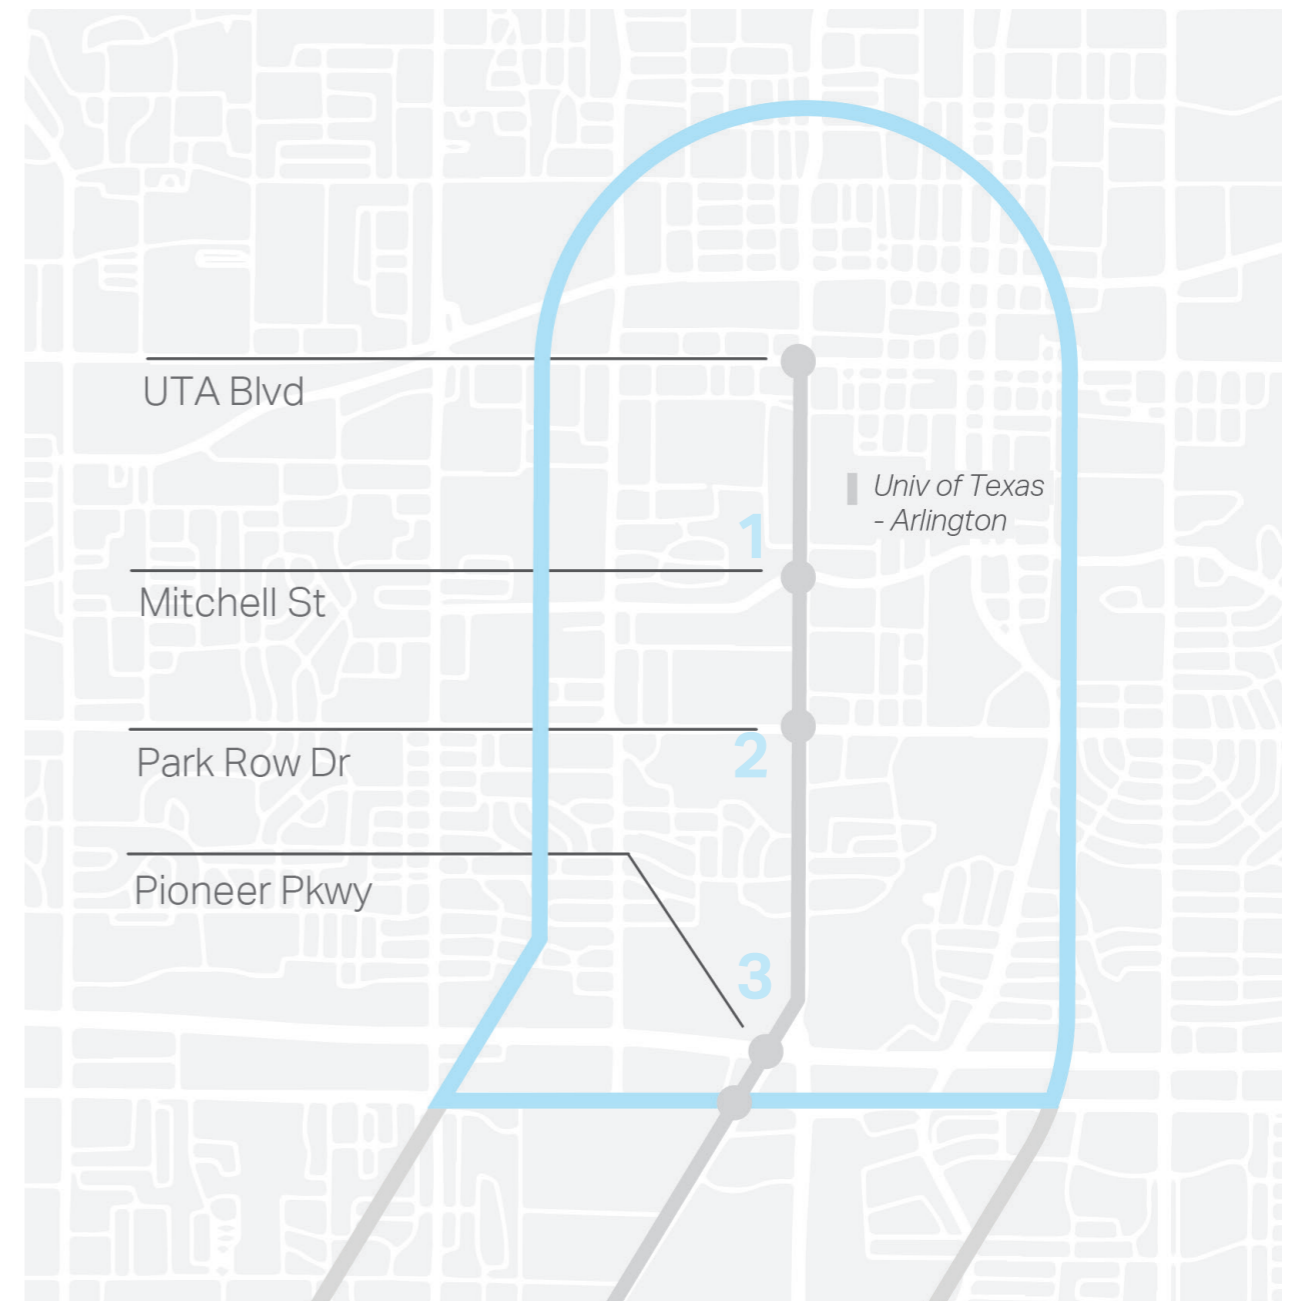 UTA Blvd
Univ of Texas
- Arlington
1
Mitchell St
2
Park Row Dr
Pioneer Pkwy
3